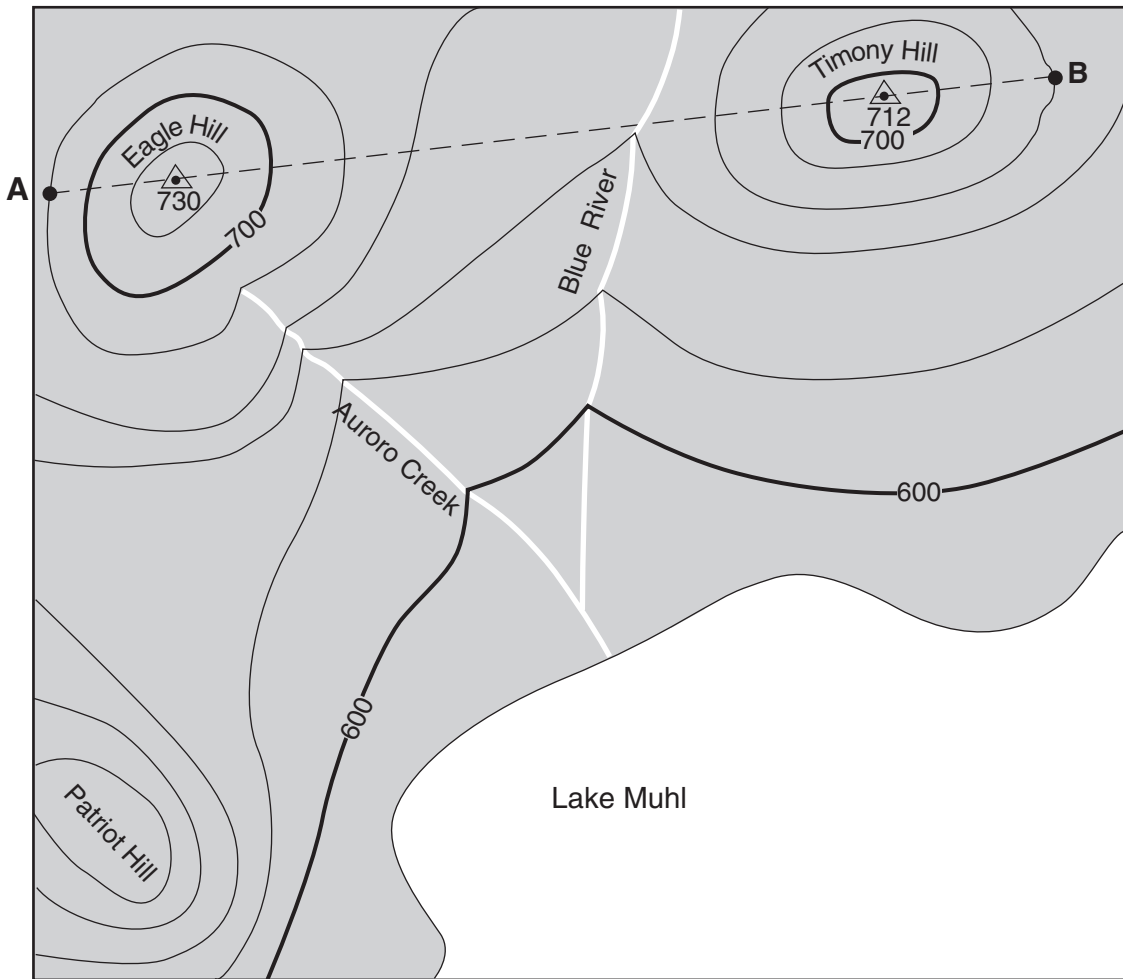 Timony Hill
B
712
700
Eagle Hill
A
730
700
Blue River
Auroro Creek
600
600
Patriot Hill
Lake Muhl